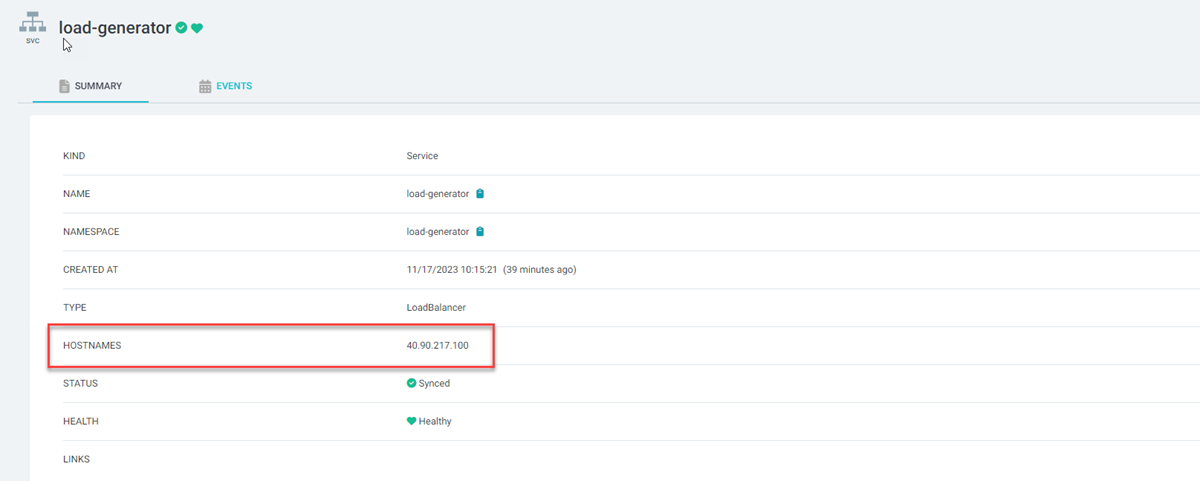 load-generator
svc
SUMMARY EVENTS
KIND Service
NAME load-generator
NAMESPACE load-generator
CREATED AT 11/17/2023 10:15:21 (39 minutes ago)
TYPE LoadBalancer
HOSTNAMES 40.90.217.100
STATUS Synced
HEALTH Healthy
LINKS